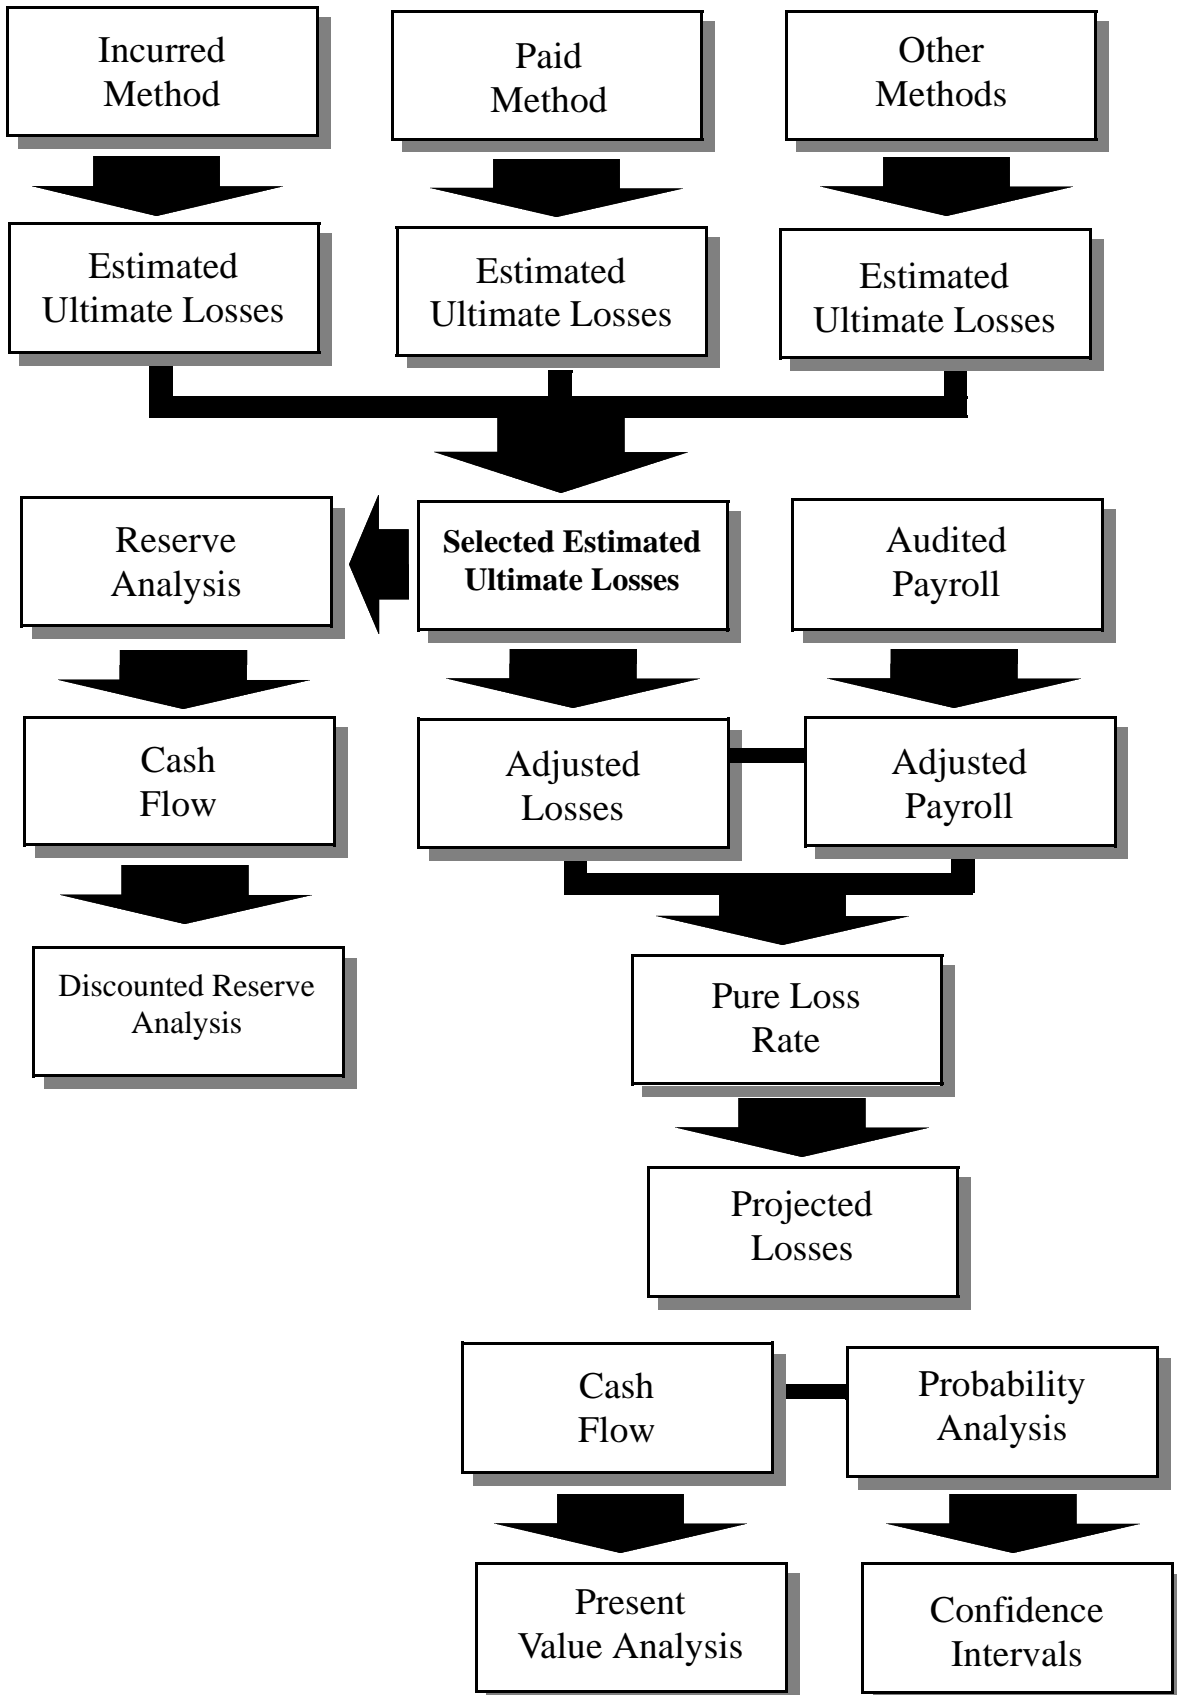 Incurred
Method
Paid
Method
Other
Methods
Estimated
Ultimate Losses
Estimated
Ultimate Losses
Estimated
Ultimate Losses
Reserve
Analysis
Selected Estimated
Ultimate Losses
Audited
Payroll
Cash
Flow
Adjusted
Losses
Adjusted
Payroll
Discounted Reserve
Analysis
Pure Loss
Rate
Projected
Losses
Cash
Flow
Probability
Analysis
Present
Value Analysis
Confidence
Intervals